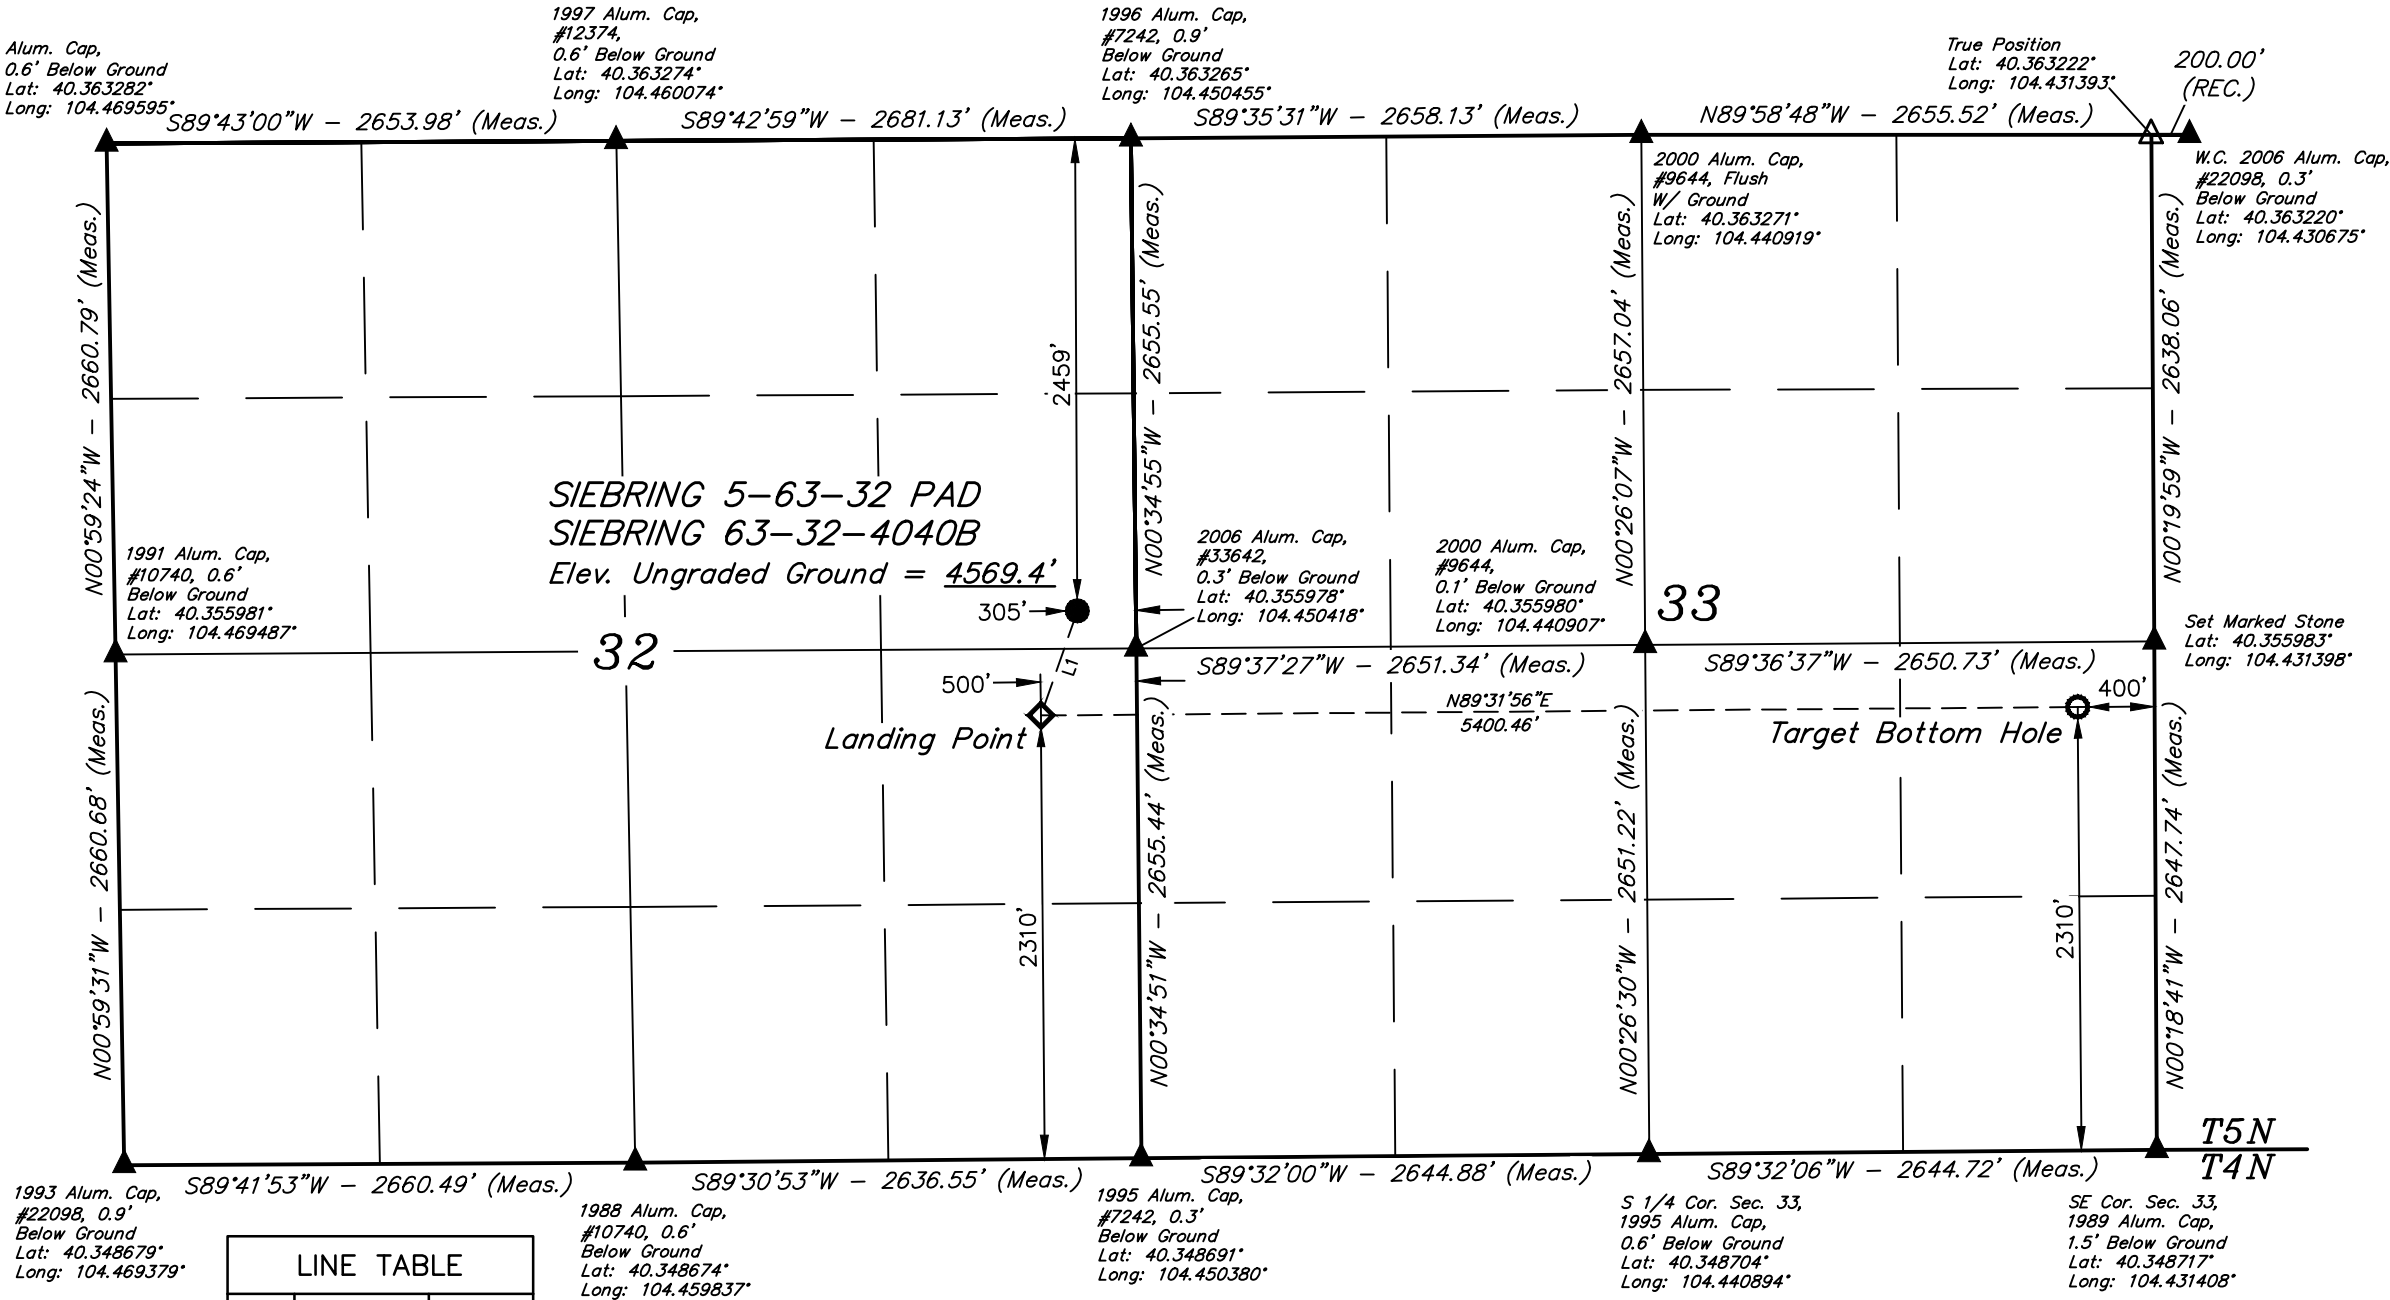 Alum. Cap,
0.6' Below Ground
Lat: 40.363282°
Long: 104.469595°
1997 Alum. Cap,
#12374,
0.6' Below Ground
Lat: 40.363274°
Long: 104.460074°
1996 Alum. Cap,
#7242, 0.9'
Below Ground
Lat: 40.363265°
Long: 104.450455°
True Position
Lat: 40.363222°
Long: 104.431393°
200.00'
(REC.)
S89°43'00"W - 2653.98' (Meas.)
S89°42'59"W - 2681.13' (Meas.)
S89°35'31"W - 2658.13' (Meas.)
N89°58'48"W - 2655.52' (Meas.)
2000 Alum. Cap,
#9644, Flush
W/ Ground
Lat: 40.363271°
Long: 104.440919°
W.C. 2006 Alum. Cap,
#22098, 0.3'
Below Ground
Lat: 40.363220°
Long: 104.430675°
N00°59'24"W - 2660.79' (Meas.)
2459'
N00°34'55"W - 2655.55' (Meas.)
N00°26'07"W - 2657.04' (Meas.)
N00°19'59"W - 2638.06' (Meas.)
SIEBRING 5-63-32 PAD
SIEBRING 63-32-4040B
Elev. Ungraded Ground = 4569.4'
1991 Alum. Cap,
#10740, 0.6'
Below Ground
Lat: 40.355981°
Long: 104.469487°
305'
2006 Alum. Cap,
#33642,
0.3' Below Ground
Lat: 40.355978°
Long: 104.450418°
2000 Alum. Cap,
#9644,
0.1' Below Ground
Lat: 40.355980°
Long: 104.440907°
33
Set Marked Stone
Lat: 40.355983°
Long: 104.431398°
32
L1
S89°37'27"W - 2651.34' (Meas.)
S89°36'37"W - 2650.73' (Meas.)
500'
N89°31'56"E
5400.46'
400'
Landing Point
Target Bottom Hole
N00°59'31"W - 2660.68' (Meas.)
2310'
N00°34'51"W - 2655.44' (Meas.)
N00°26'30"W - 2651.22' (Meas.)
2310'
N00°18'41"W - 2647.74' (Meas.)
T5N
T4N
S89°41'53"W - 2660.49' (Meas.)
S89°30'53"W - 2636.55' (Meas.)
S89°32'00"W - 2644.88' (Meas.)
S89°32'06"W - 2644.72' (Meas.)
1993 Alum. Cap,
#22098, 0.9'
Below Ground
Lat: 40.348679°
Long: 104.469379°
LINE TABLE
1988 Alum. Cap,
#10740, 0.6'
Below Ground
Lat: 40.348674°
Long: 104.459837°
1995 Alum. Cap,
#7242, 0.3'
Below Ground
Lat: 40.348691°
Long: 104.450380°
S 1/4 Cor. Sec. 33,
1995 Alum. Cap,
0.6' Below Ground
Lat: 40.348704°
Long: 104.440894°
SE Cor. Sec. 33,
1989 Alum. Cap,
1.5' Below Ground
Lat: 40.348717°
Long: 104.431408°